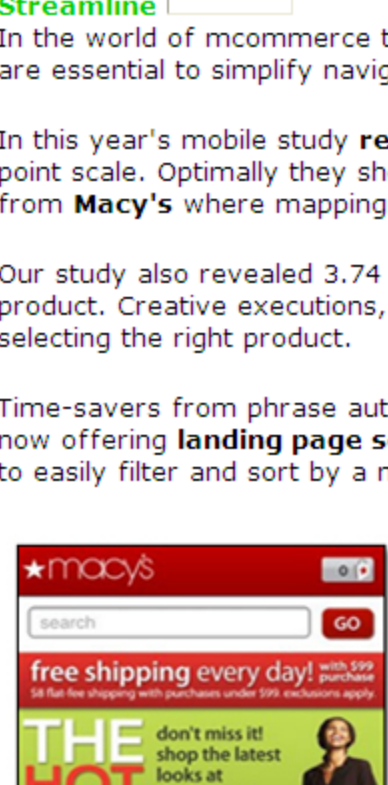 Streamline
In the world of mcommerce t
are essential to simplify navig
In this year's mobile study re
point scale. Optimally they sh
from Macy's where mapping
Our study also revealed 3.74
product. Creative executions,
selecting the right product.
Time-savers from phrase aut
now offering landing page s
to easily filter and sort by a
macy's
0
search
GO
free shipping every day! with $99 purchase
$8 flat-fee shipping with purchases under $99. exclusions apply.
THE HOT
don't miss it!
shop the latest
looks at